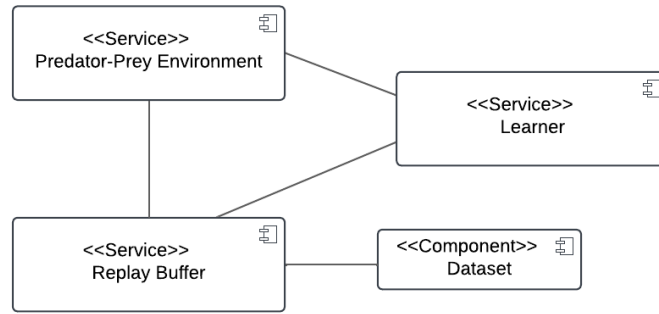 <<Service>>
Predator-Prey Environment
<<Service>>
Learner
<<Service>>
Replay Buffer
<<Component>>
Dataset